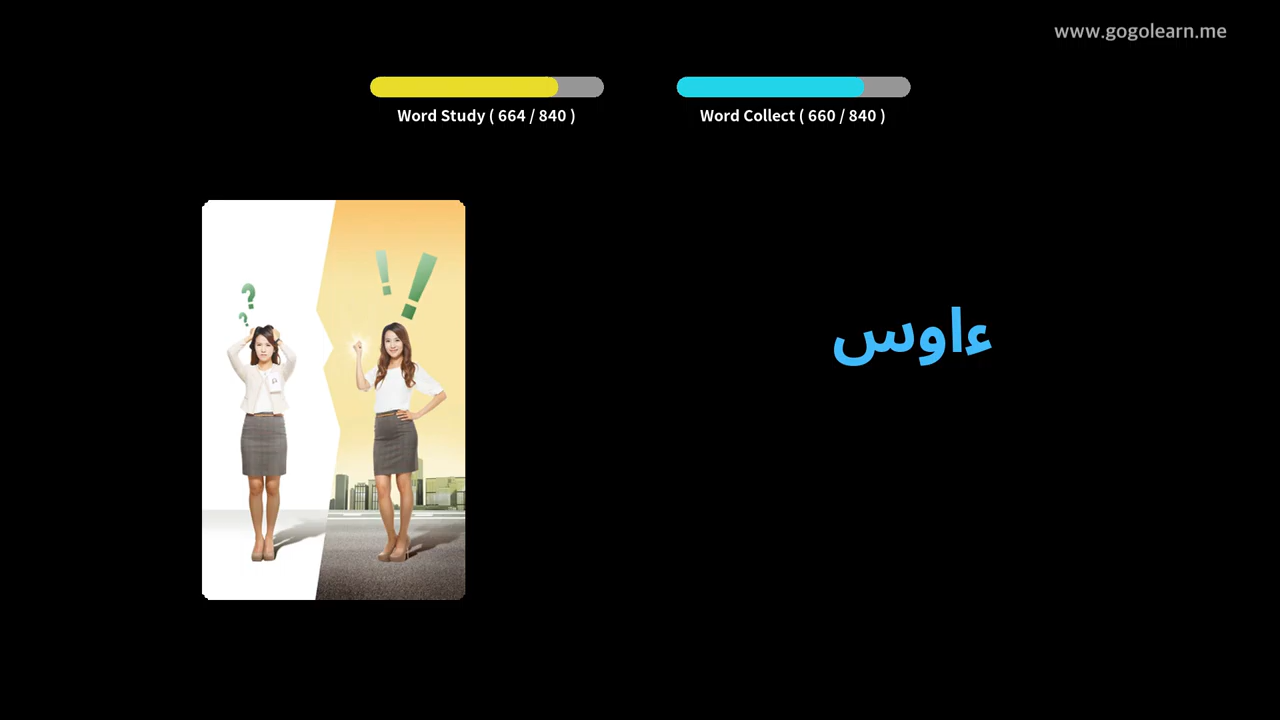 www.gogolearn.me
Word Study ( 664 / 840 )
Word Collect ( 660 / 840 )
? ?
! !
ءاوس